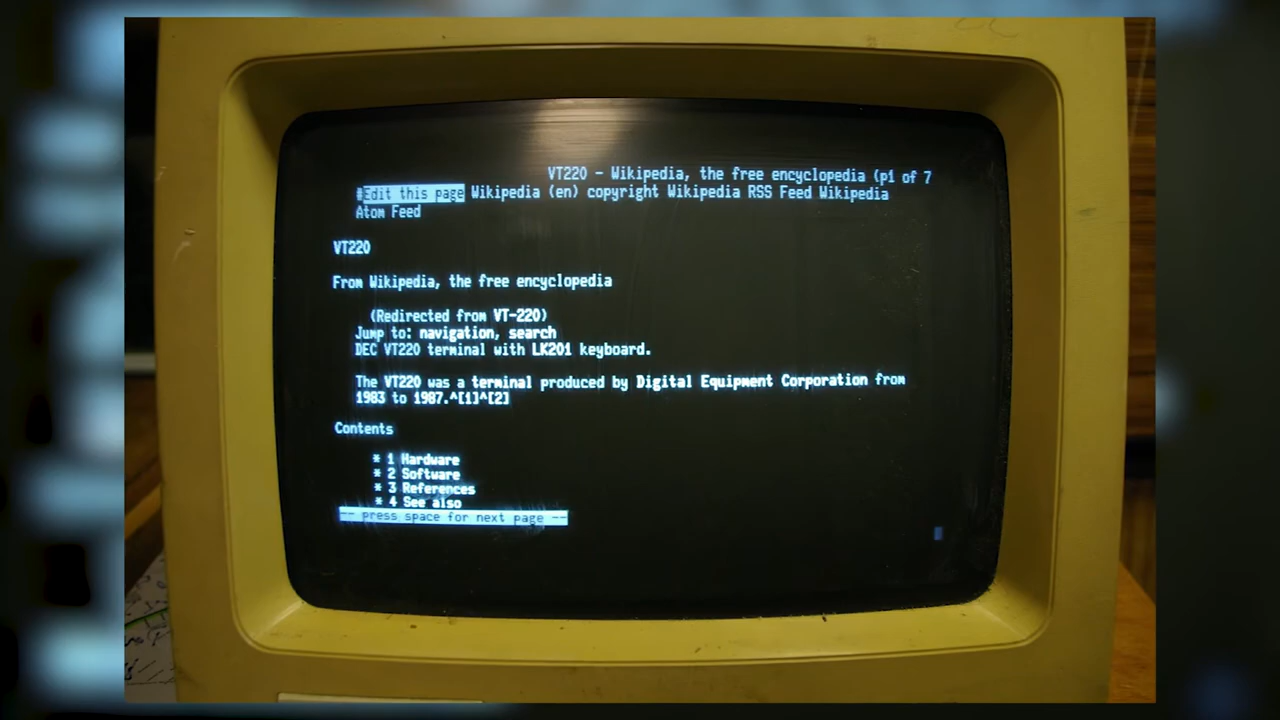 VT220 - Wikipedia, the free encyclopedia (p1 of 7
#Edit this page Wikipedia (en) copyright Wikipedia RSS Feed Wikipedia
Atom Feed
VT220
From Wikipedia, the free encyclopedia
(Redirected from VT-220)
Jump to: navigation, search
DEC VT220 terminal with LK201 keyboard.
The VT220 was a terminal produced by Digital Equipment Corporation from
1983 to 1987.^[1]^[2]
Contents
* 1 Hardware
* 2 Software
* 3 References
* 4 See also
-- press space for next page --